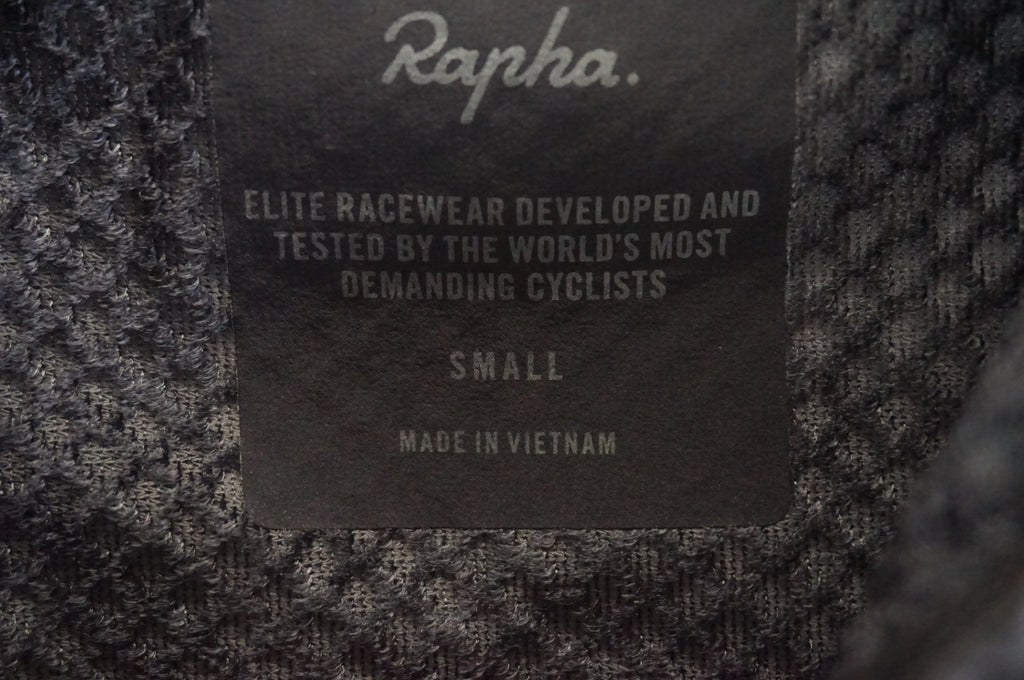 Rapha.
ELITE RACEWEAR DEVELOPED AND
TESTED BY THE WORLD'S MOST
DEMANDING CYCLISTS
SMALL
MADE IN VIETNAM